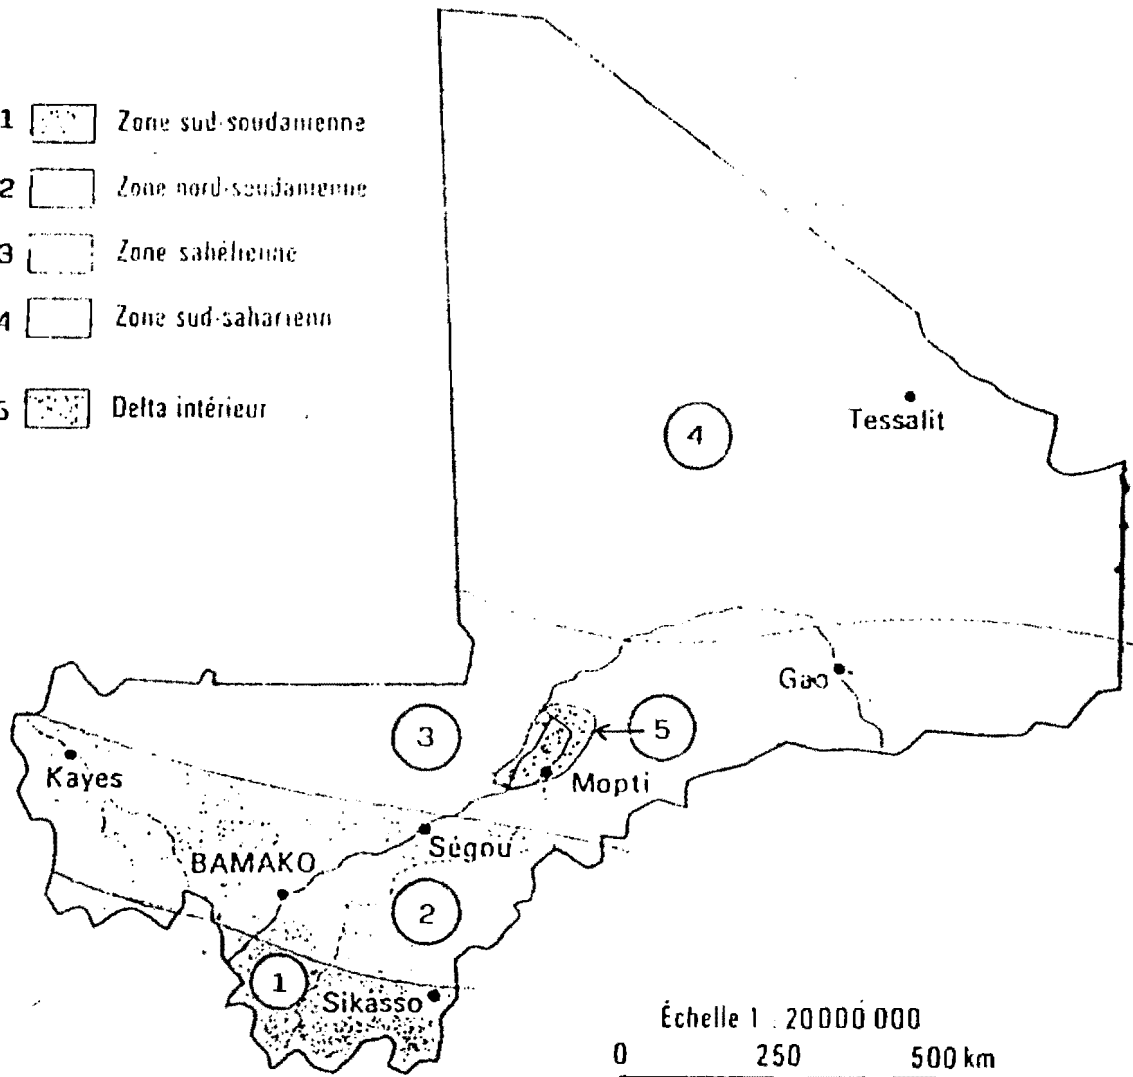 1 Zone sud-soudanienne
2 Zone nord-soudanienne
3 Zone sahélienne
4 Zone sud-saharienn
5 Delta intérieur
4
Tessalit
Gao
3
5
Kayes
Mopti
Ségou
BAMAKO
2
1
Sikasso
Échelle 1 : 20 000 000
0 250 500 km